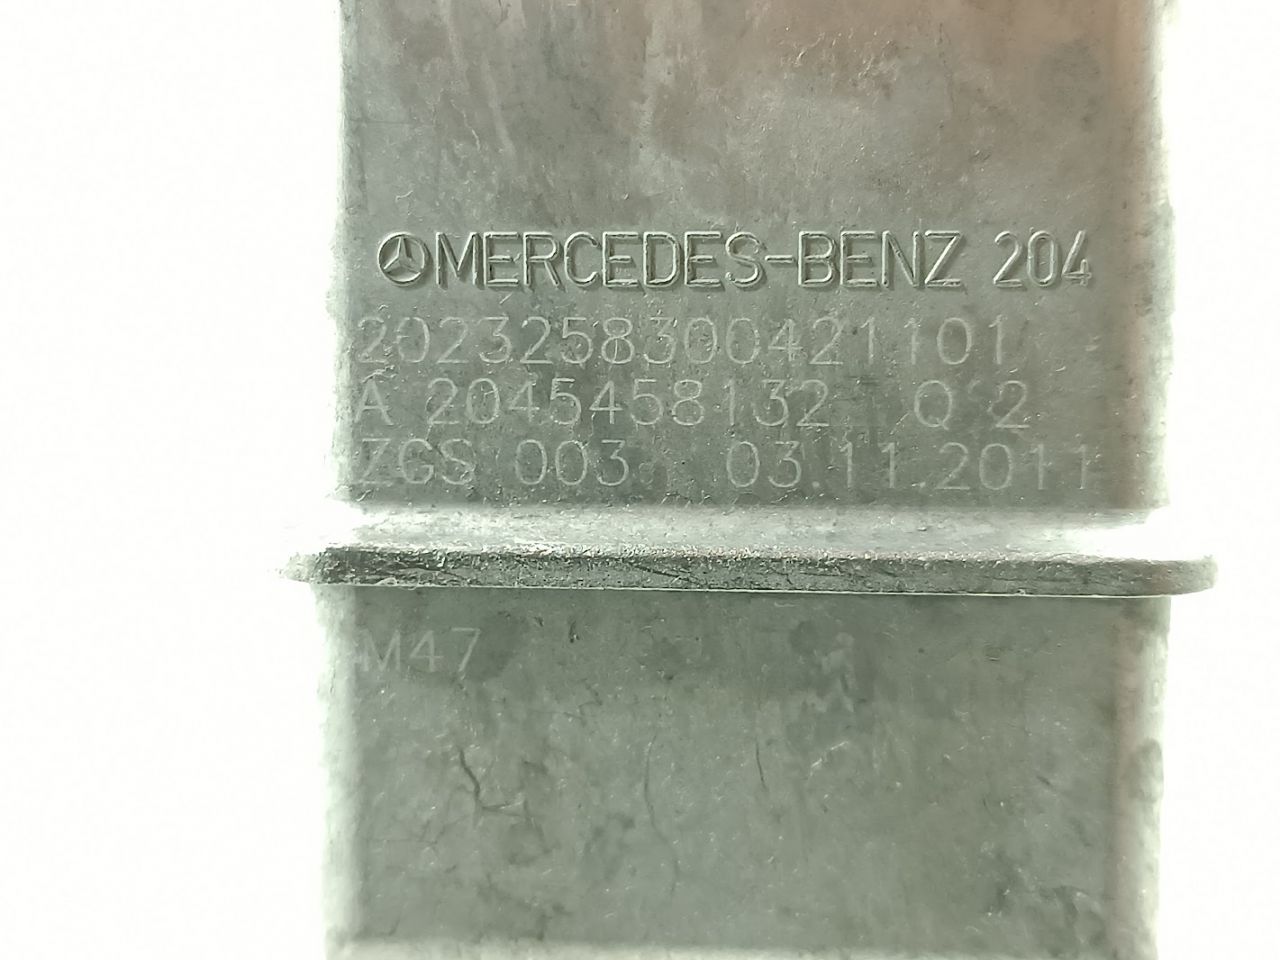 MERCEDES-BENZ 204
2023258300421101
A 2045458132 Q 2
ZGS 003 03.11.2011
M47